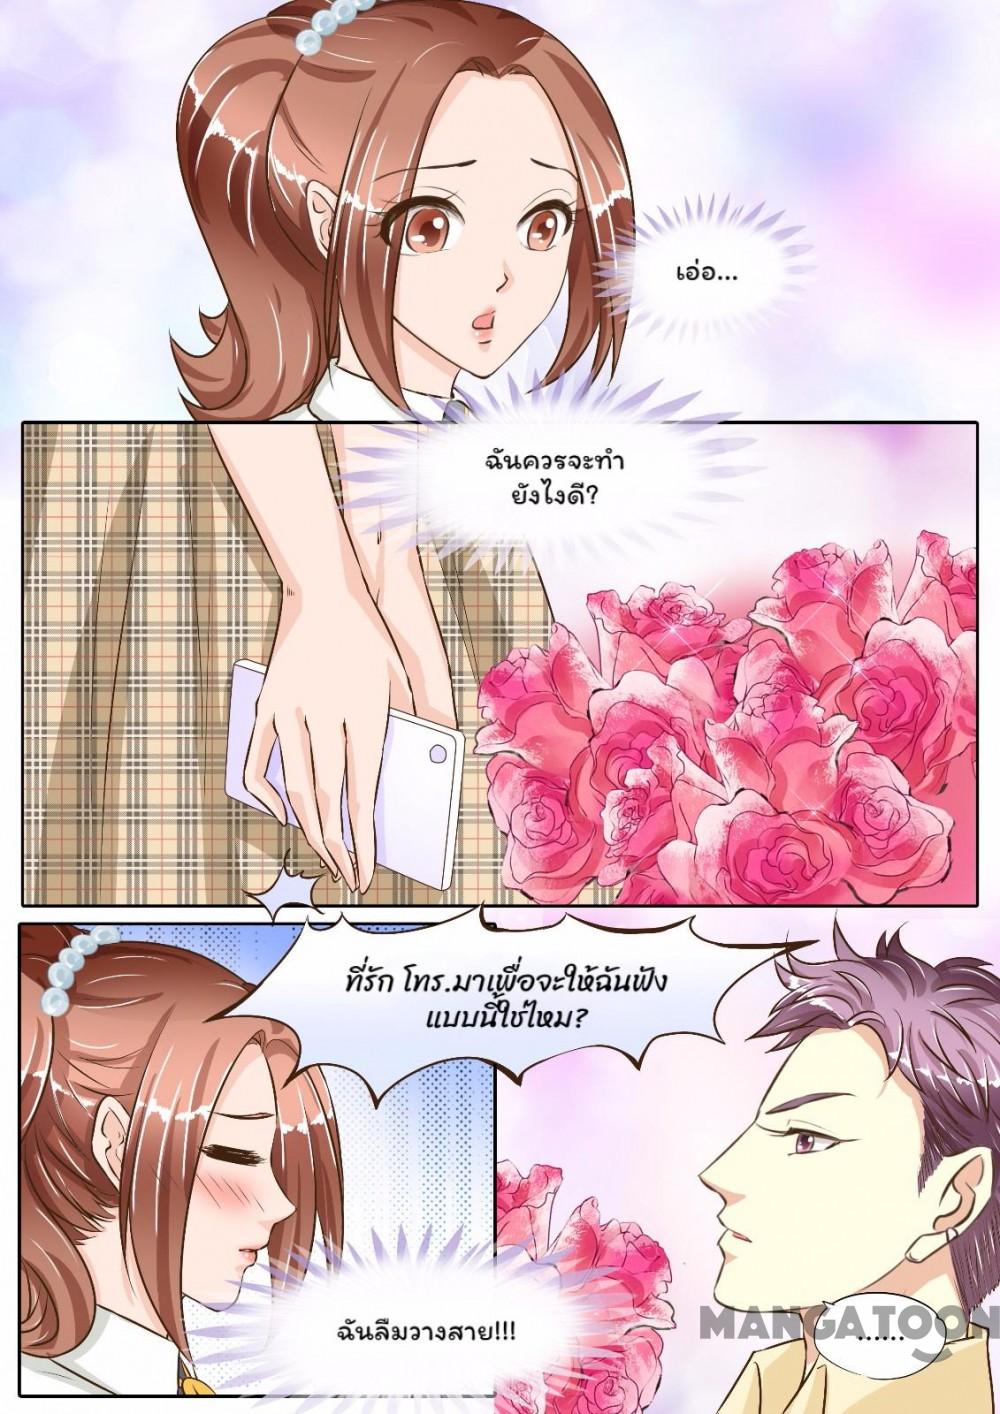 เอ่อ...
ฉันควรจะทำ
ยังไงดี?
ที่รัก โทร.มาเพื่อจะให้ฉันฟัง
แบบนี้ใช่ไหม?
ฉันลืมวางสาย!!!
MANGATOON
......